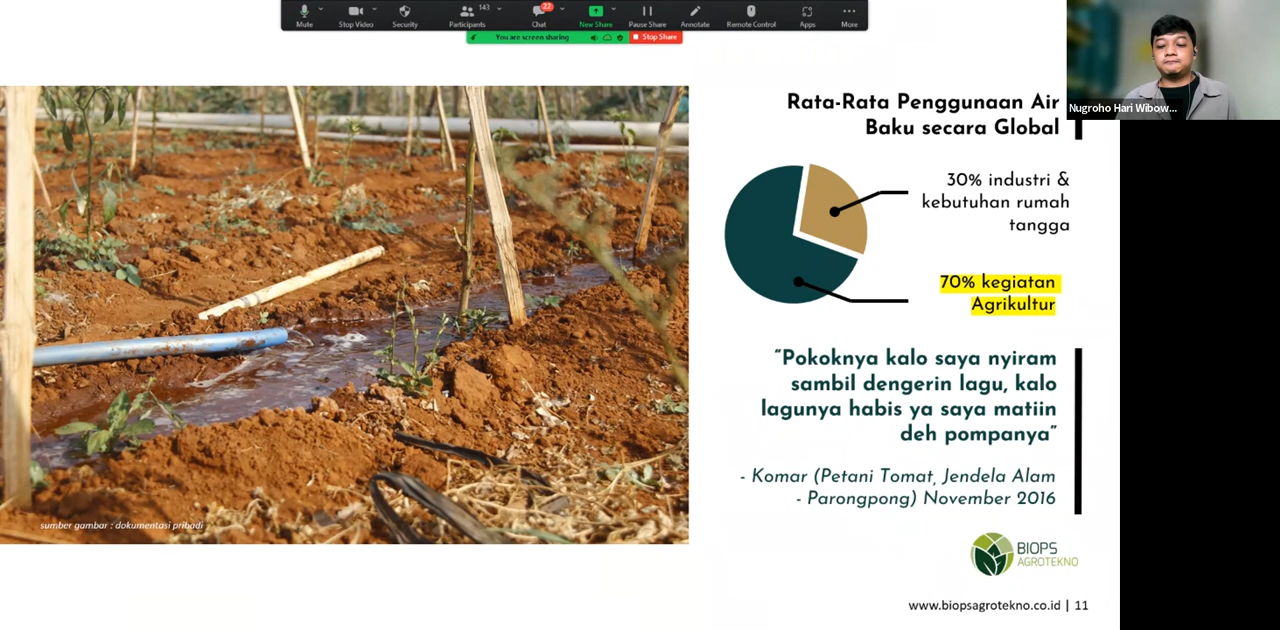 Mute
Stop Video
Security
Participants
143
Chat
22
New Share
Pause Share
Annotate
Remote Control
Apps
More
You are screen sharing
Stop Share
Nugroho Hari Wibow...
Rata-Rata Penggunaan Air
Baku secara Global
30% industri &
kebutuhan rumah
tangga
70% kegiatan
Agrikultur
“Pokoknya kalo saya nyiram
sambil dengerin lagu, kalo
lagunya habis ya saya matiin
deh pompanya”
- Komar (Petani Tomat, Jendela Alam
- Parongpong) November 2016
sumber gambar : dokumentasi pribadi
BIOPS
AGROTEKNO
www.biopsagrotekno.co.id | 11